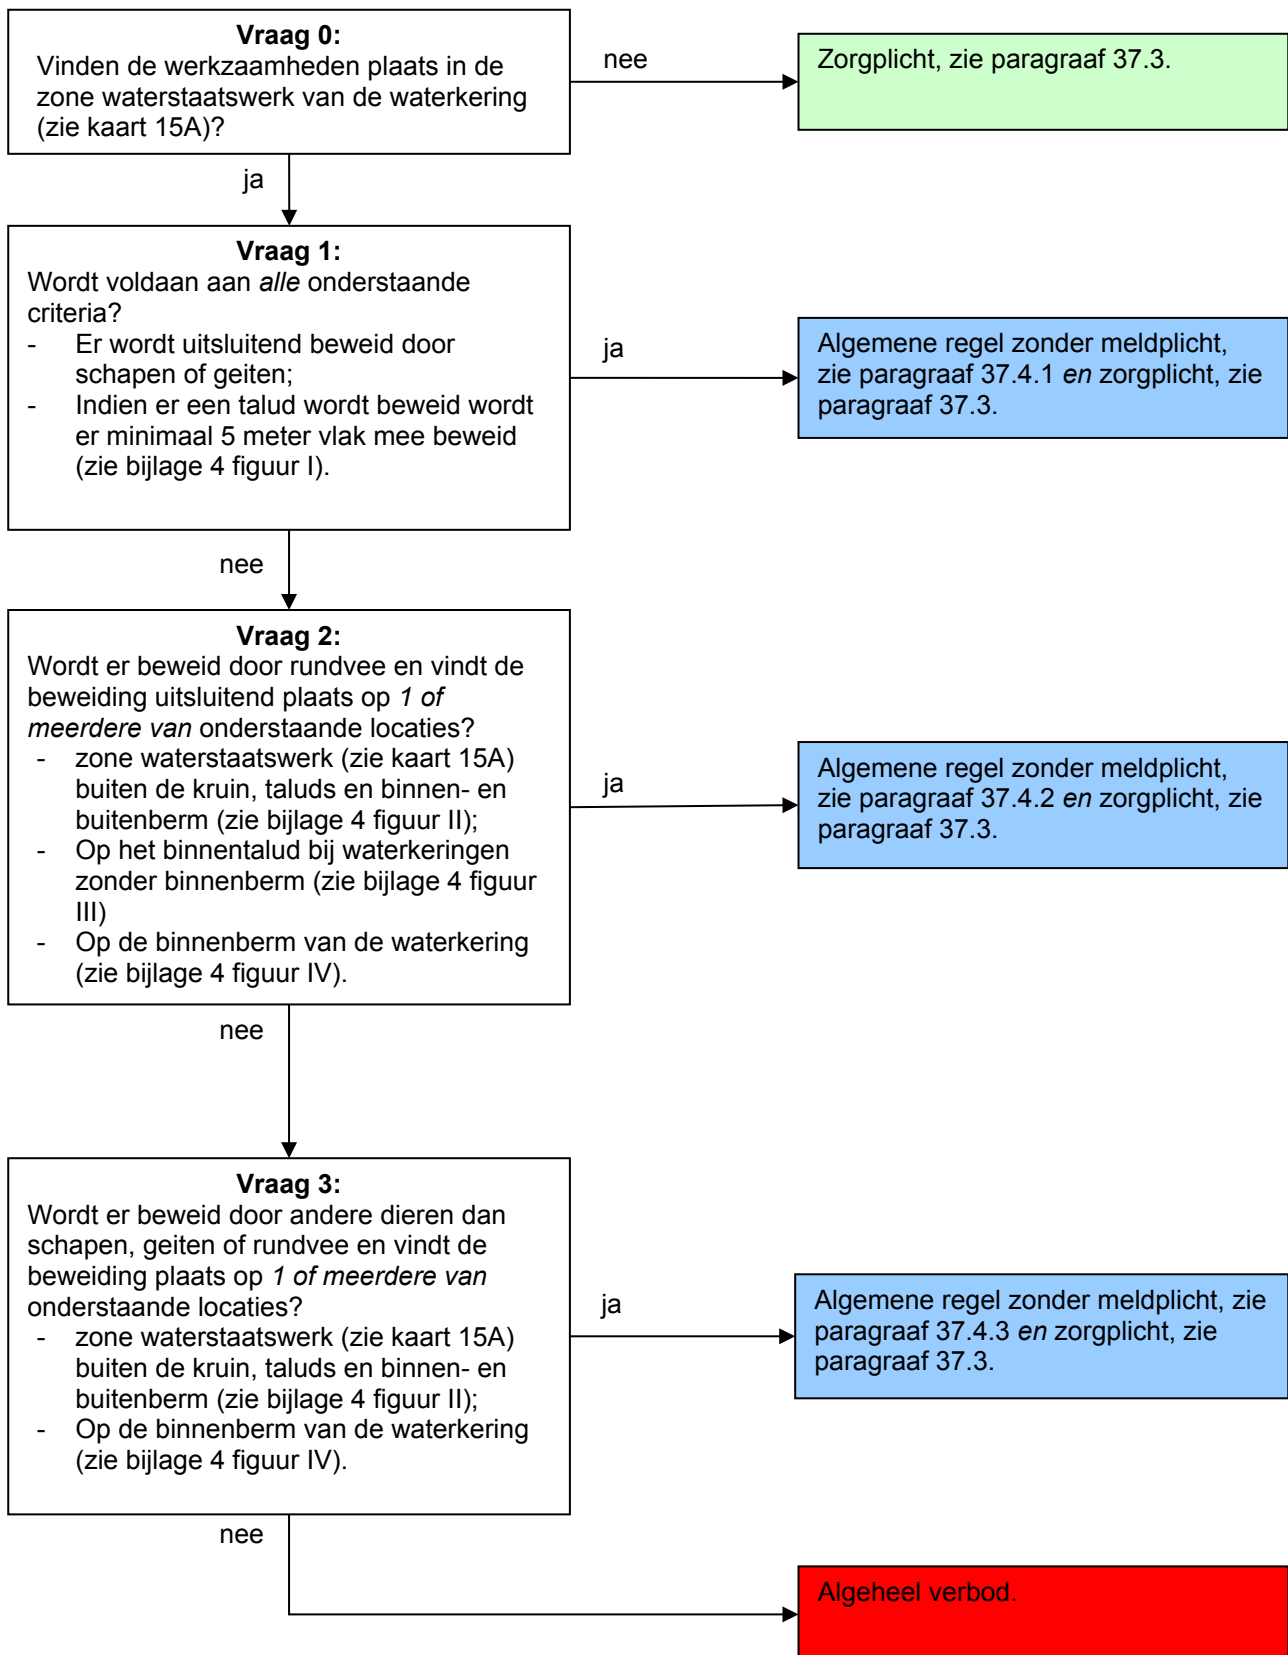 Vraag 0:
Vinden de werkzaamheden plaats in de
zone waterstaatswerk van de waterkering
(zie kaart 15A)?
nee
Zorgplicht, zie paragraaf 37.3.
ja
Vraag 1:
Wordt voldaan aan alle onderstaande
criteria?
- Er wordt uitsluitend beweid door
schapen of geiten;
- Indien er een talud wordt beweid wordt
er minimaal 5 meter vlak mee beweid
(zie bijlage 4 figuur I).
ja
Algemene regel zonder meldplicht,
zie paragraaf 37.4.1 en zorgplicht, zie
paragraaf 37.3.
nee
Vraag 2:
Wordt er beweid door rundvee en vindt de
beweiding uitsluitend plaats op 1 of
meerdere van onderstaande locaties?
- zone waterstaatswerk (zie kaart 15A)
buiten de kruin, taluds en binnen- en
buitenberm (zie bijlage 4 figuur II);
- Op het binnentalud bij waterkeringen
zonder binnenberm (zie bijlage 4 figuur
III)
- Op de binnenberm van de waterkering
(zie bijlage 4 figuur IV).
ja
Algemene regel zonder meldplicht,
zie paragraaf 37.4.2 en zorgplicht, zie
paragraaf 37.3.
nee
Vraag 3:
Wordt er beweid door andere dieren dan
schapen, geiten of rundvee en vindt de
beweiding plaats op 1 of meerdere van
onderstaande locaties?
- zone waterstaatswerk (zie kaart 15A)
buiten de kruin, taluds en binnen- en
buitenberm (zie bijlage 4 figuur II);
- Op de binnenberm van de waterkering
(zie bijlage 4 figuur IV).
ja
Algemene regel zonder meldplicht, zie
paragraaf 37.4.3 en zorgplicht, zie
paragraaf 37.3.
nee
Algeheel verbod.